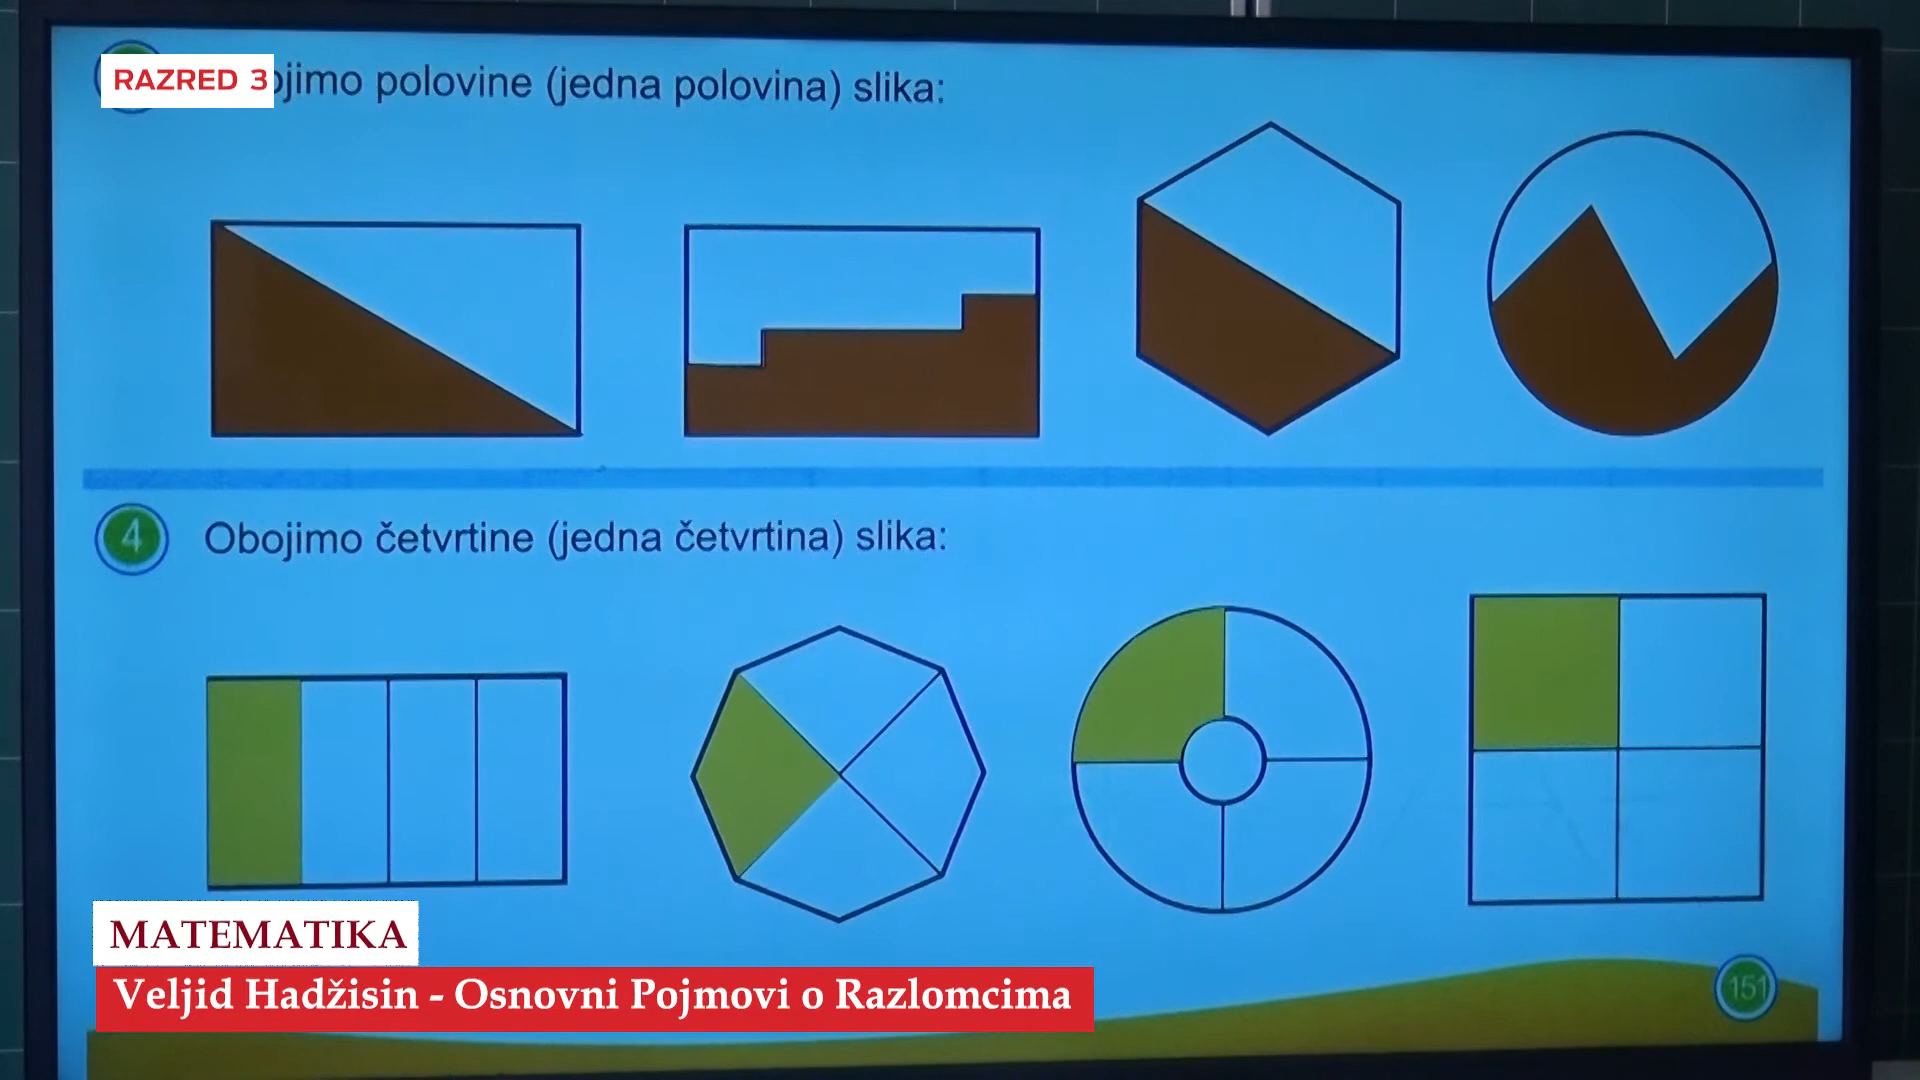 RAZRED 3
jimo polovine (jedna polovina) slika:
4 Obojimo četvrtine (jedna četvrtina) slika:
MATEMATIKA
Veljid Hadžisin - Osnovni Pojmovi o Razlomcima
151